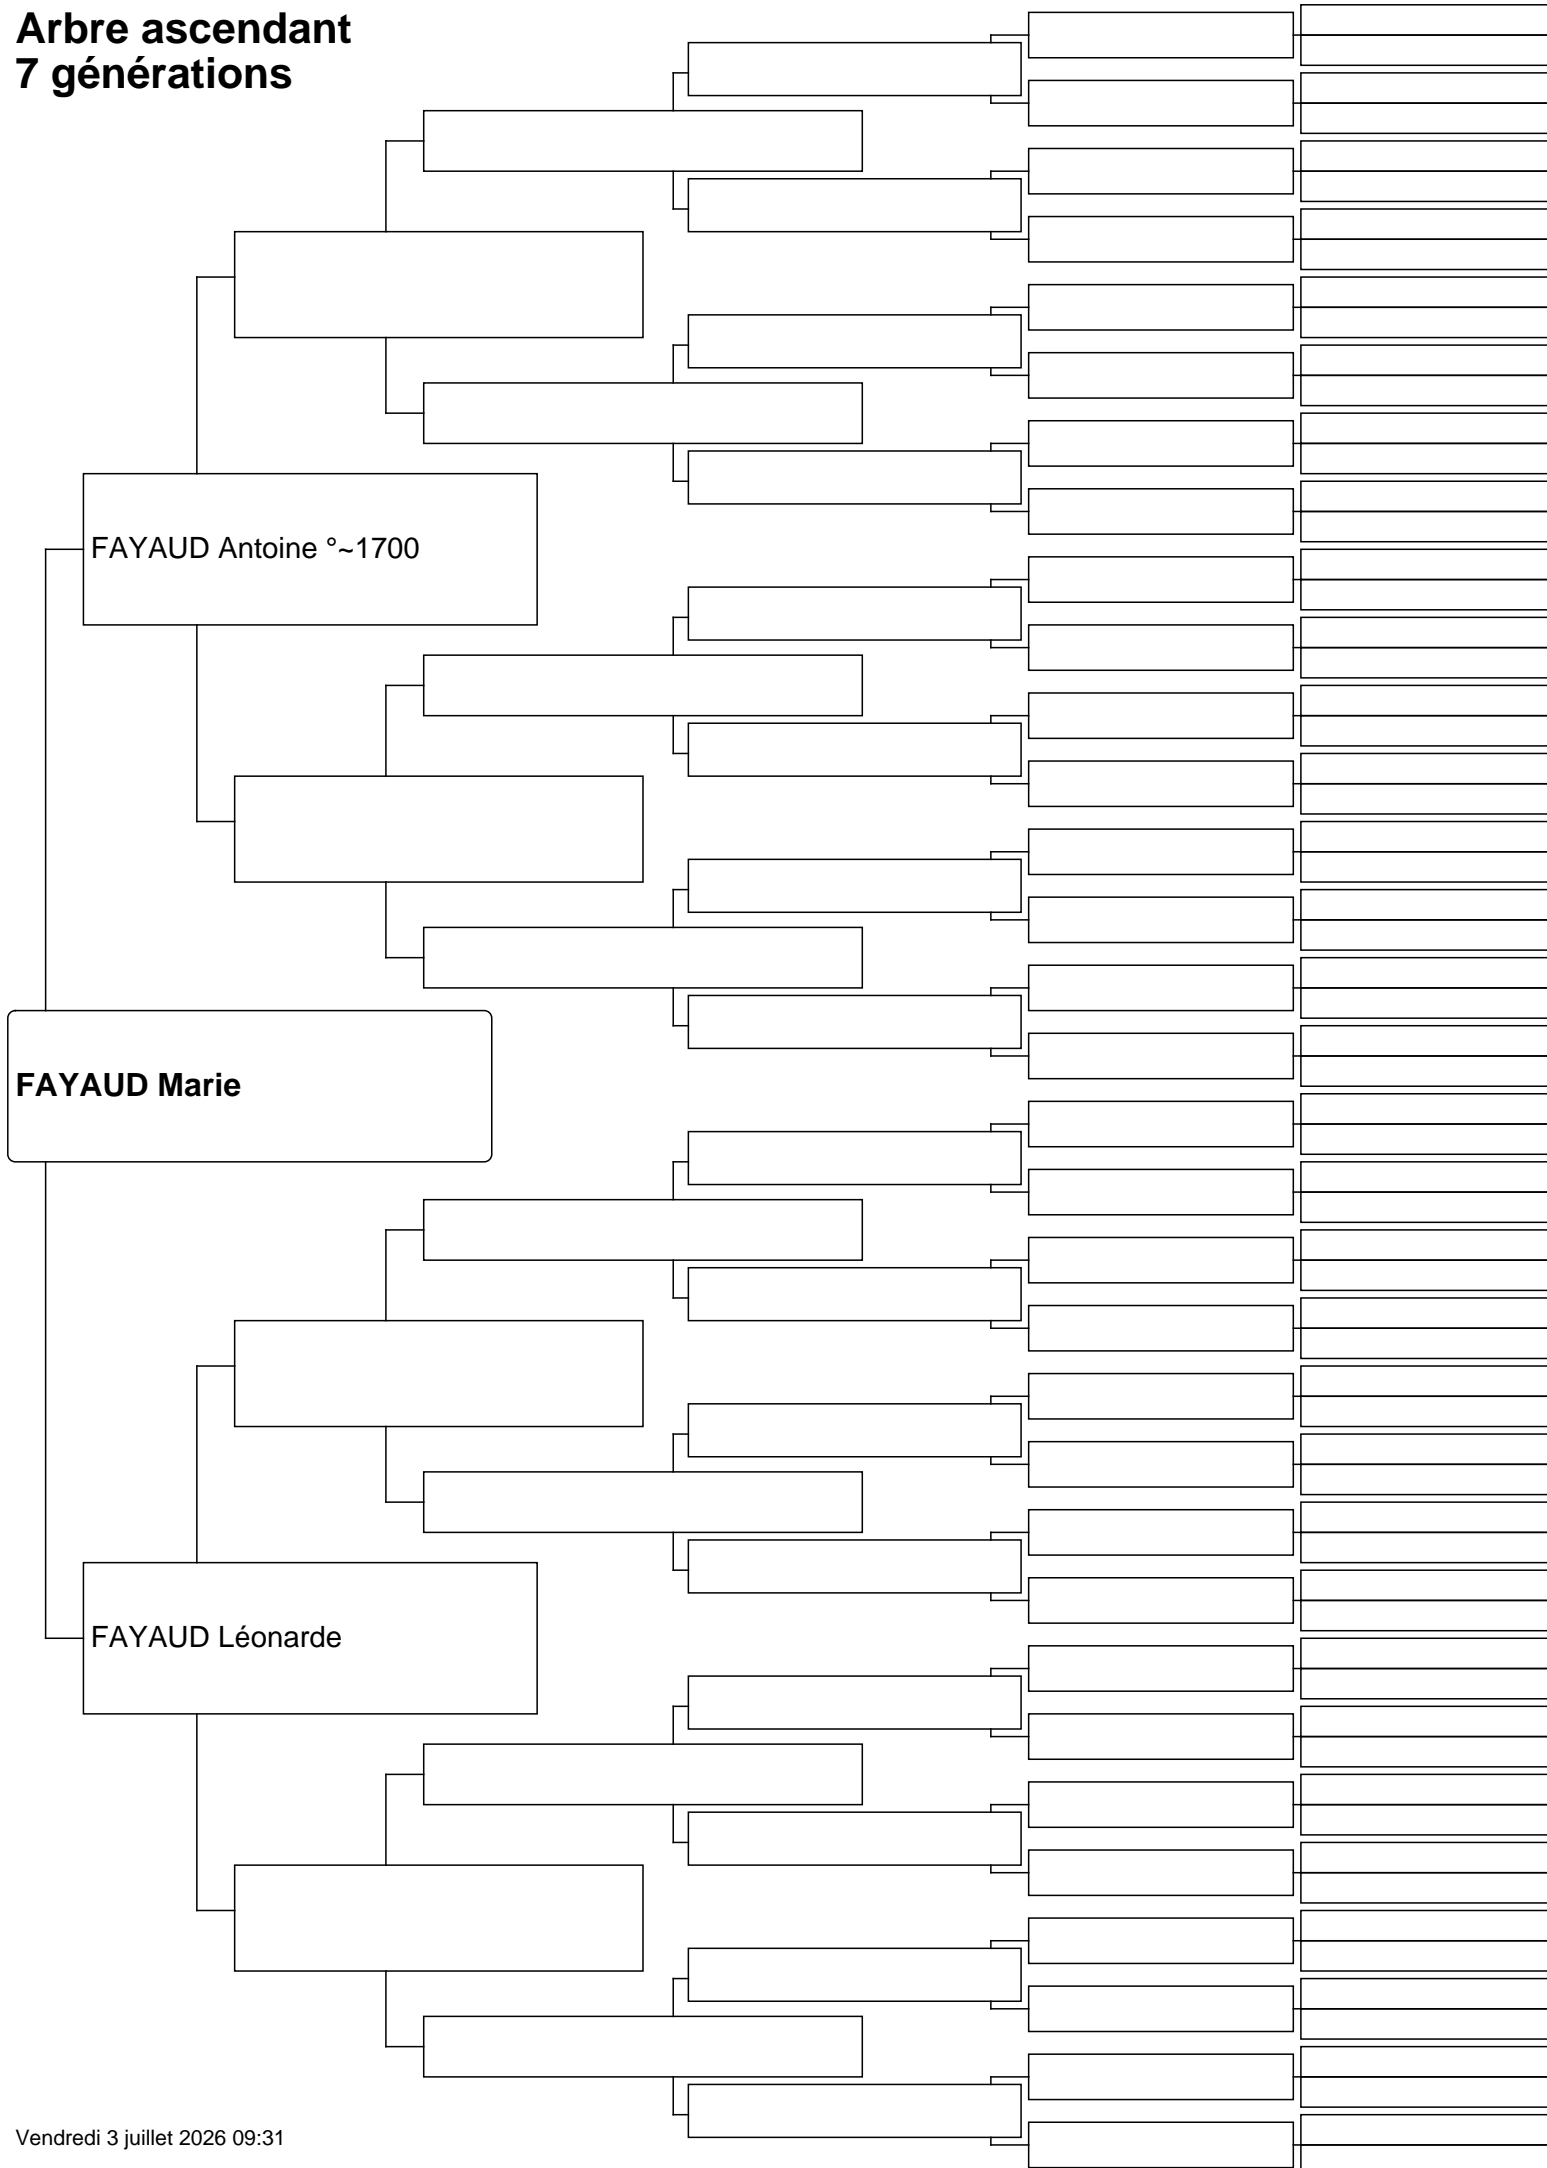 Arbre ascendant
7 générations
FAYAUD Antoine °~1700
FAYAUD Marie
FAYAUD Léonarde
Vendredi 3 juillet 2026 09:31